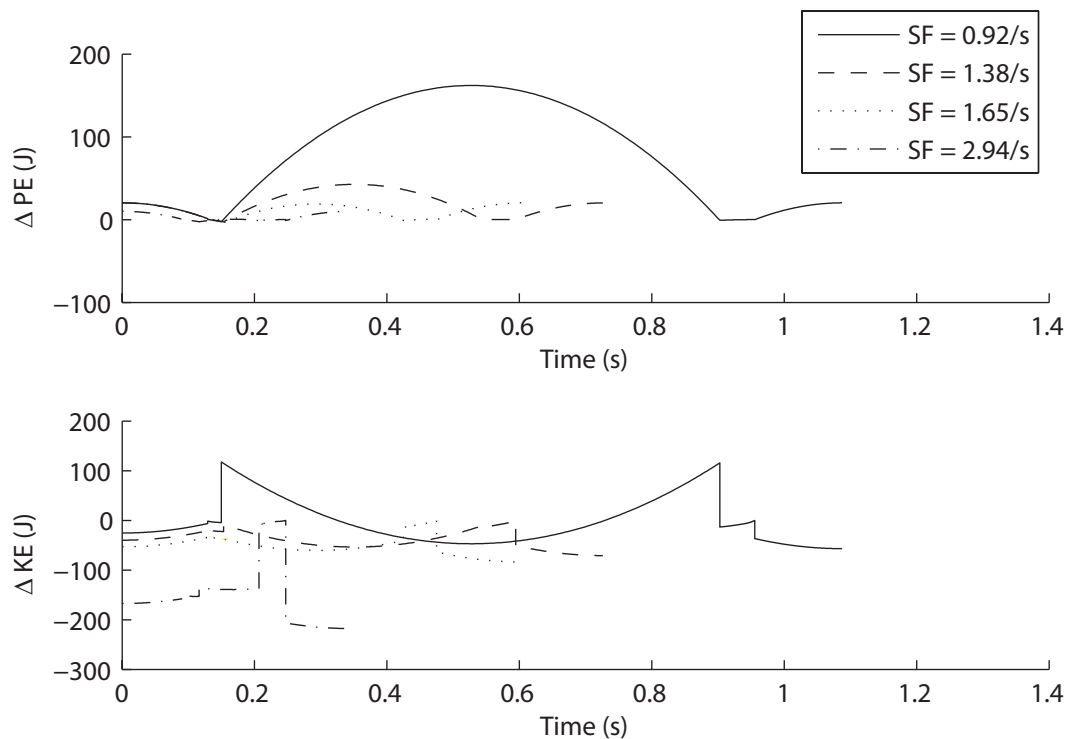 SF = 0.92/s
SF = 1.38/s
SF = 1.65/s
SF = 2.94/s
200
100
0
−100
Δ PE (J)
0 0.2 0.4 0.6 0.8 1 1.2 1.4
Time (s)
200
100
0
−100
−200
−300
Δ KE (J)
0 0.2 0.4 0.6 0.8 1 1.2 1.4
Time (s)